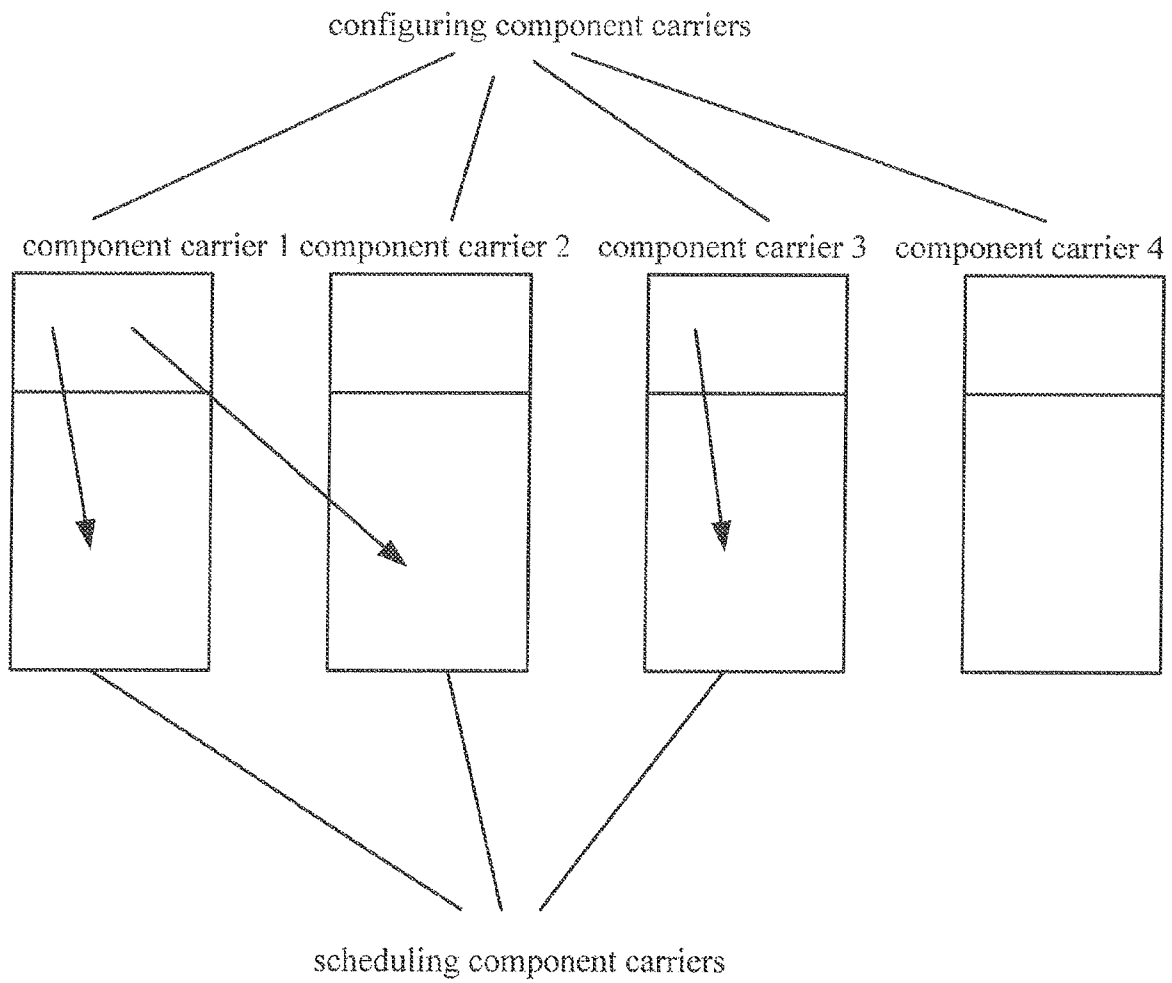 configuring component carriers
component carrier 1 component carrier 2 component carrier 3 component carrier 4
scheduling component carriers